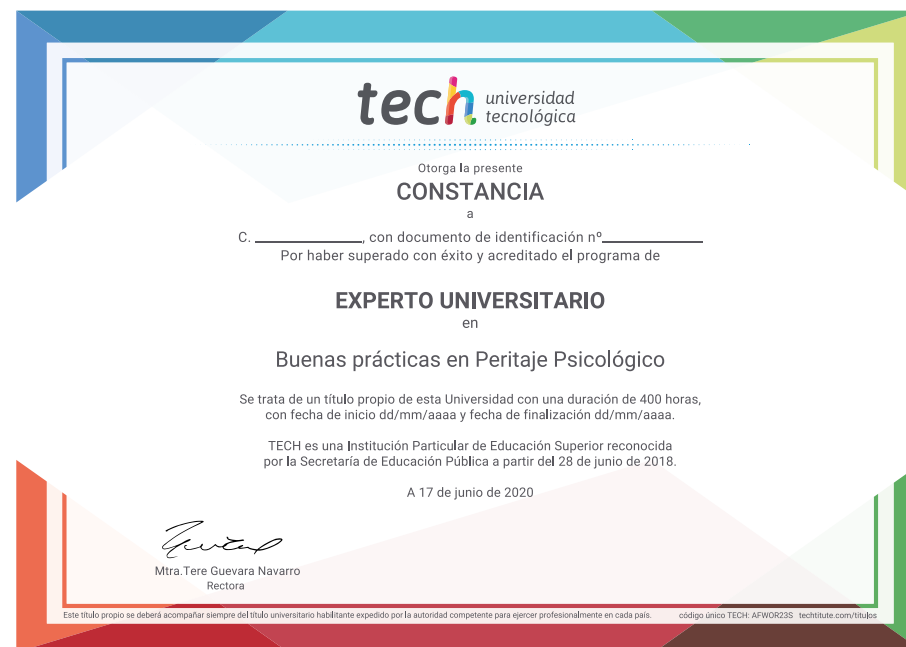 tech universidad
tecnológica
Otorga la presente
CONSTANCIA
a
C. ____________, con documento de identificación nº____________
Por haber superado con éxito y acreditado el programa de
EXPERTO UNIVERSITARIO
en
Buenas prácticas en Peritaje Psicológico
Se trata de un título propio de esta Universidad con una duración de 400 horas,
con fecha de inicio dd/mm/aaaa y fecha de finalización dd/mm/aaaa.
TECH es una Institución Particular de Educación Superior reconocida
por la Secretaría de Educación Pública a partir del 28 de junio de 2018.
A 17 de junio de 2020
Mtra.Tere Guevara Navarro
Rectora
Este título propio se deberá acompañar siempre del título universitario habilitante expedido por la autoridad competente para ejercer profesionalmente en cada país. código único TECH: AFWOR23S techtitute.com/títulos